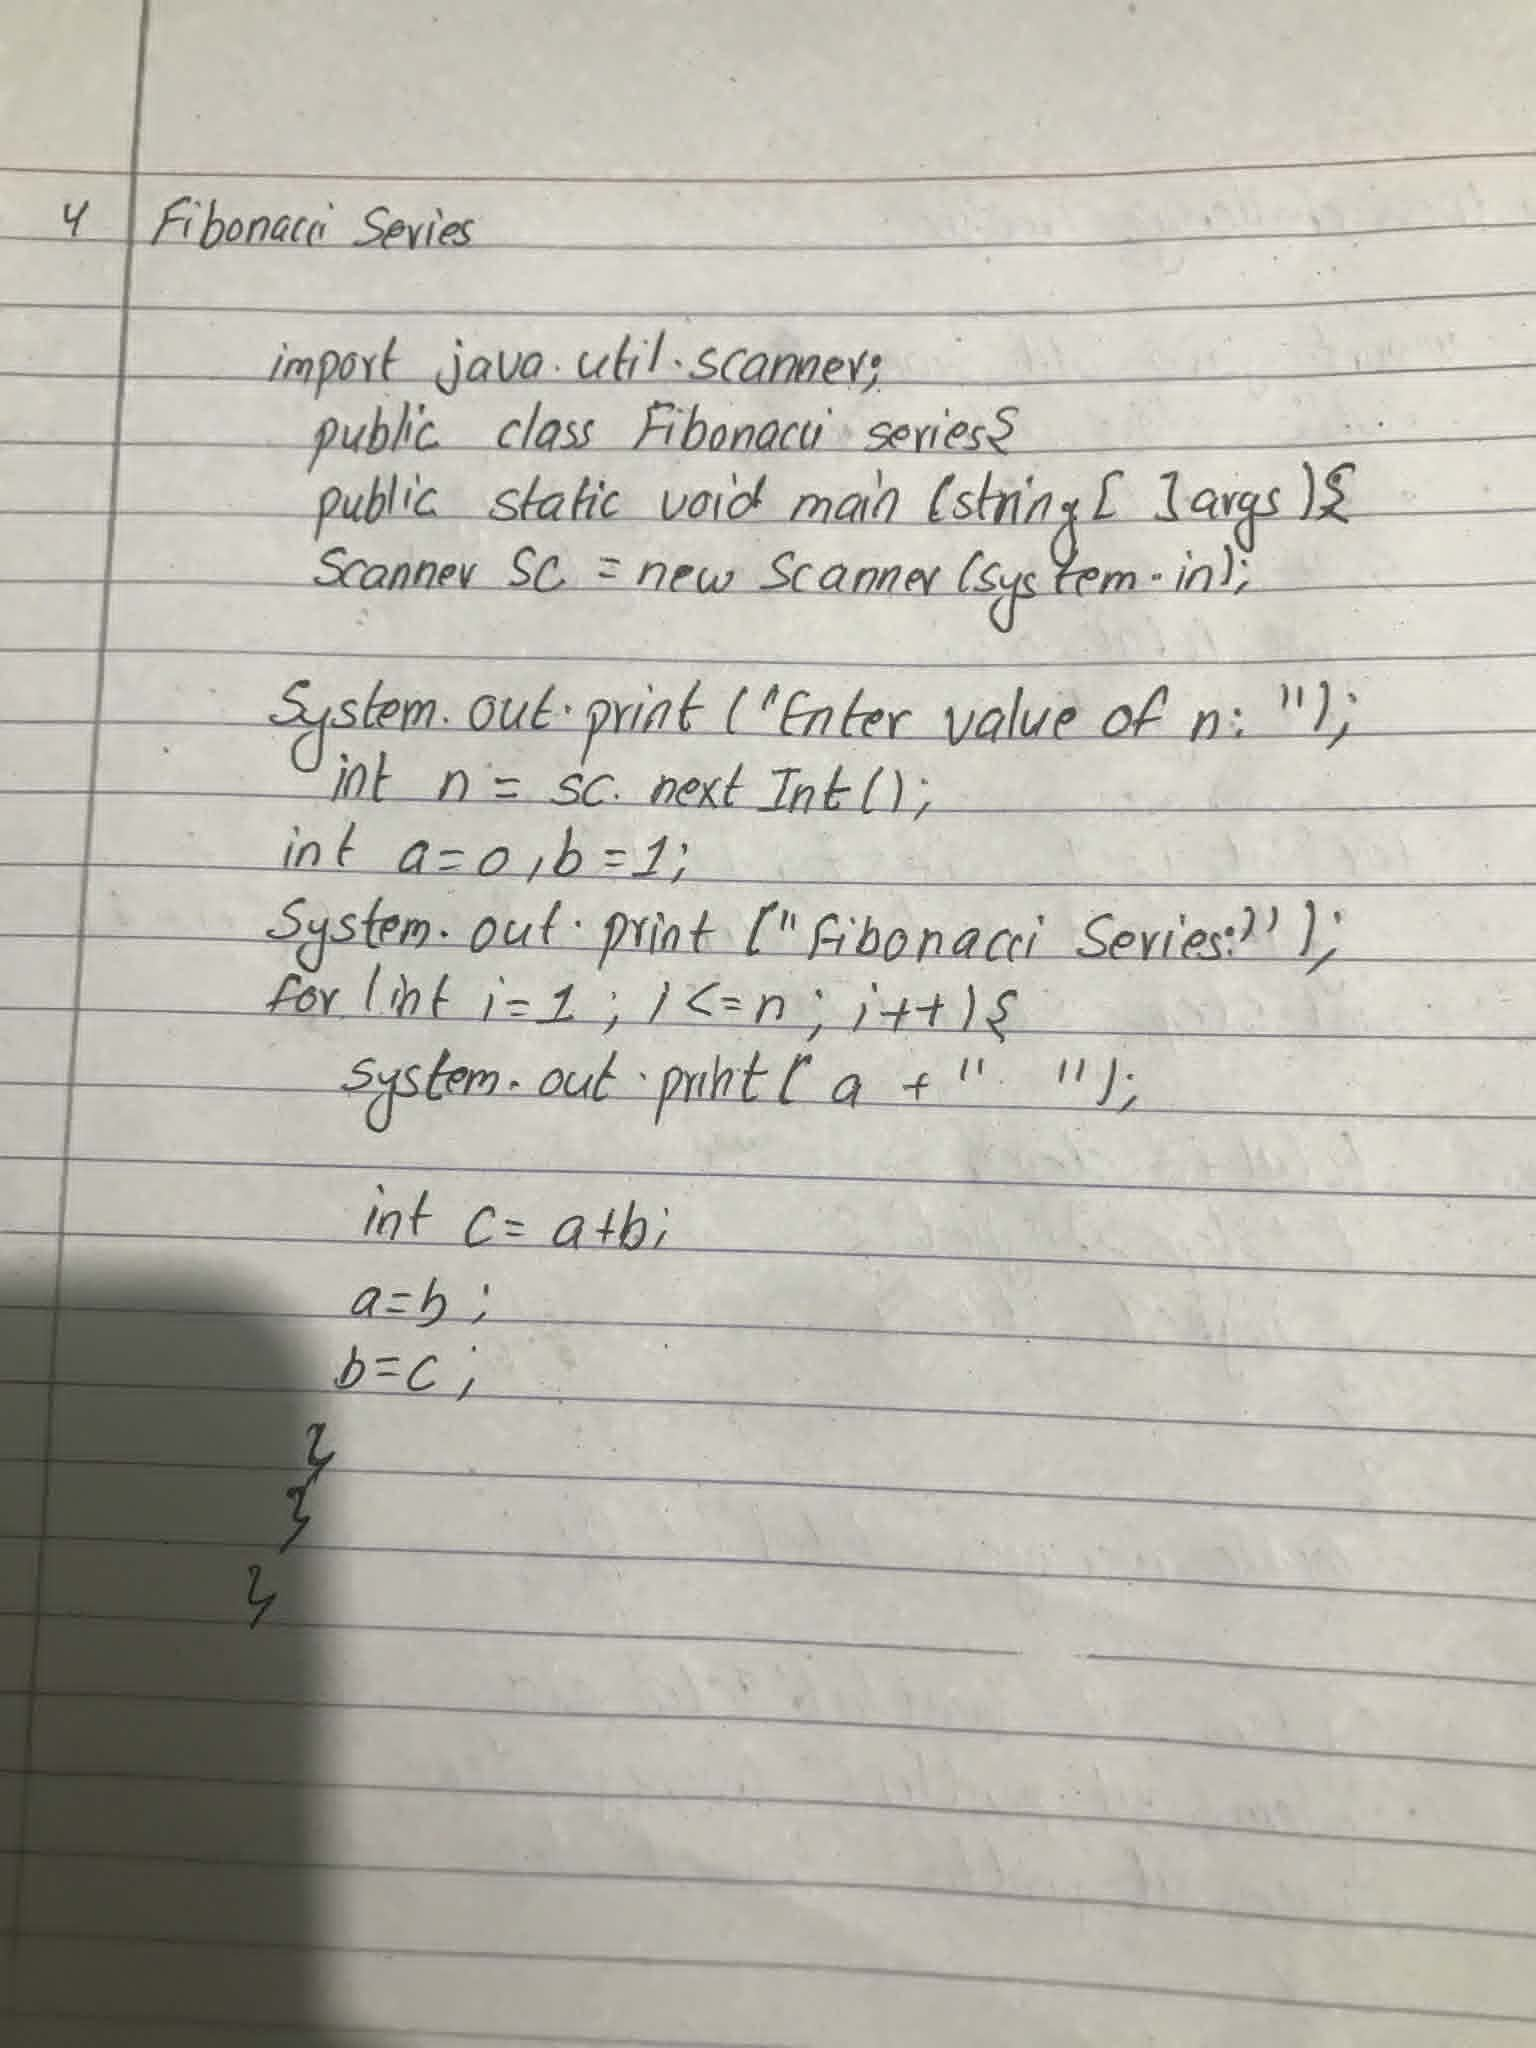 4 Fibonacci Series
import java.util.scanner;
public class Fibonacci series{
public static void main (string[ ] args){
Scanner sc = new Scanner (system.in);
System.out.print ("Enter value of n: ");
int n = sc. next Int();
int a=0,b=1;
System.out.print ("Fibonacci Series:");
for (int i=1; i<=n; i++){
system.out.print( a + " ");
int c= a+b;
a=b;
b=c;
}
}
}